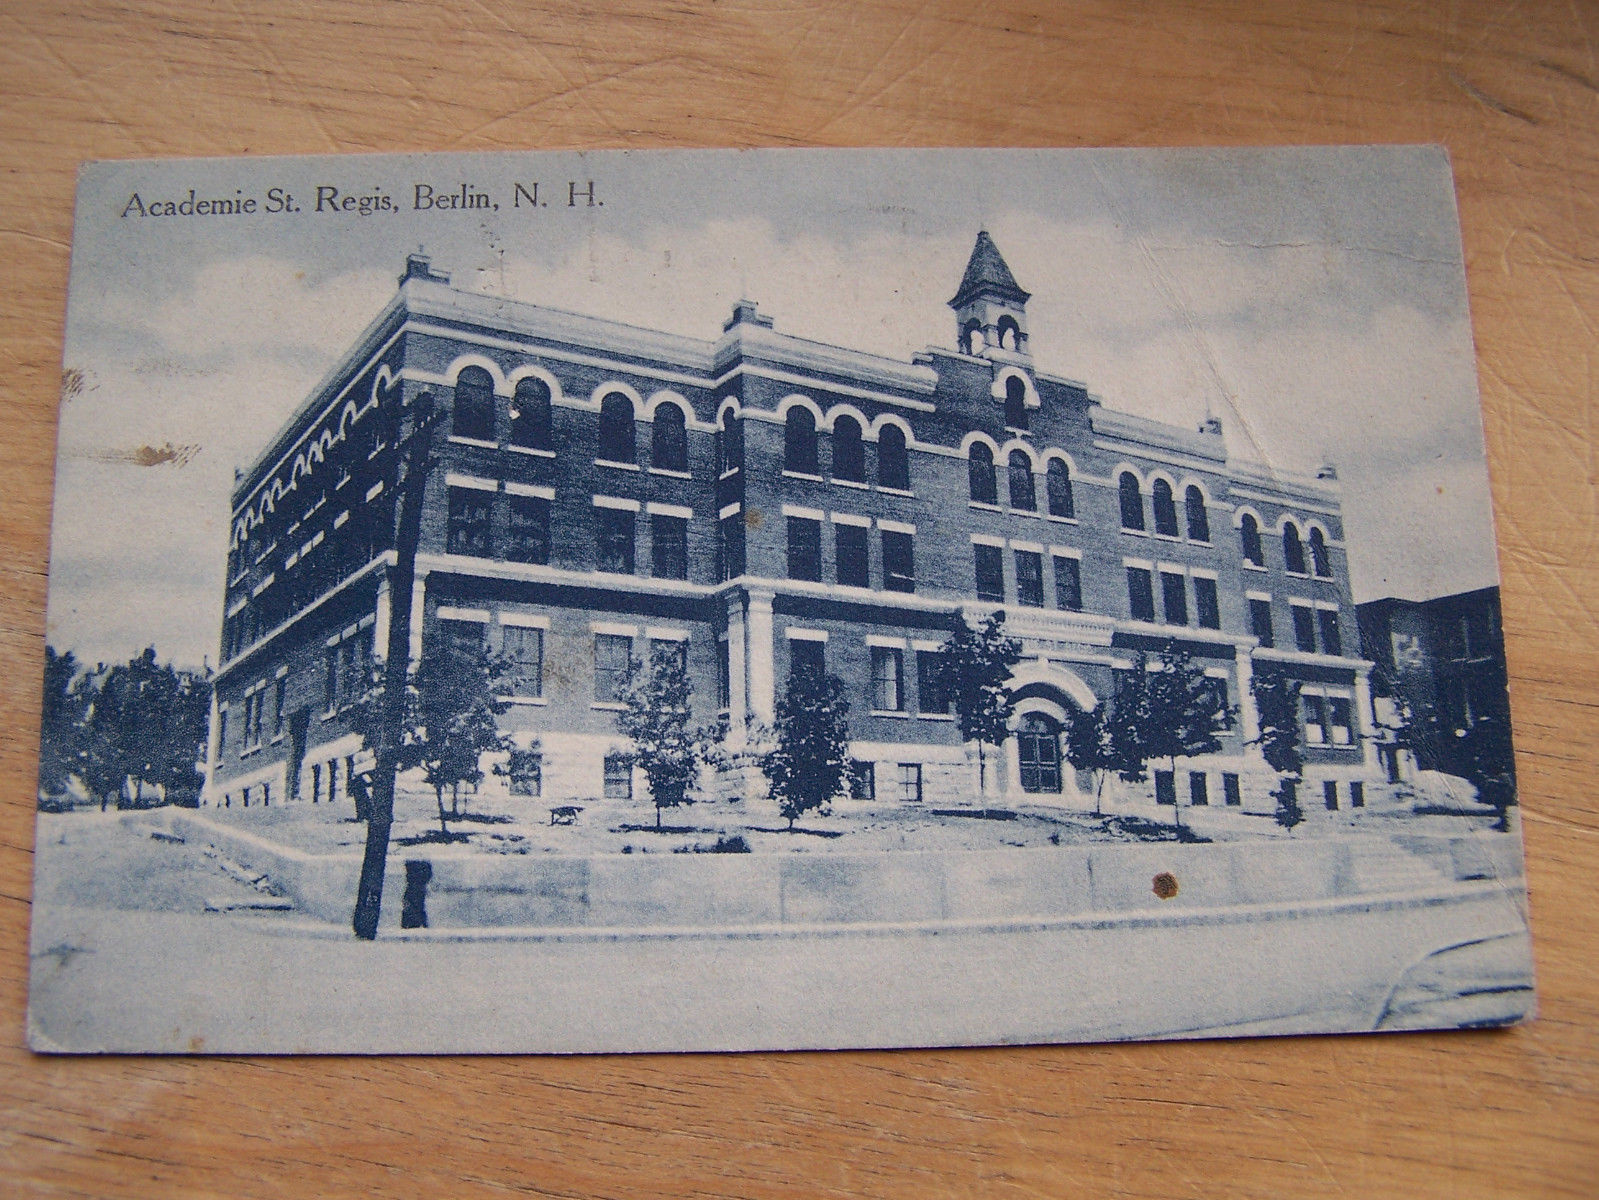 Academie St. Regis, Berlin, N. H.